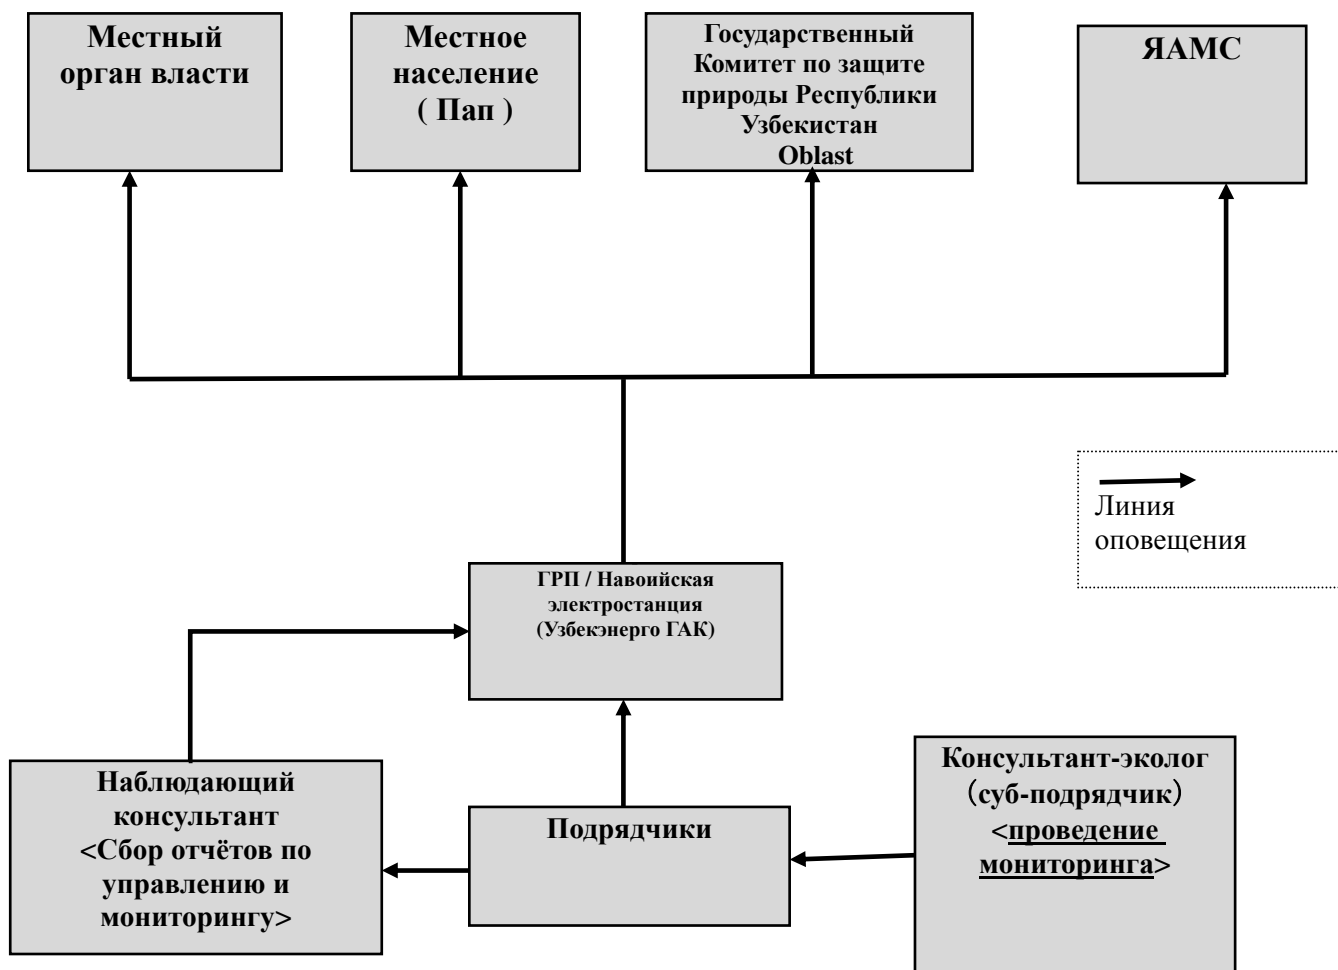 Местный
орган власти
Местное
население
( Пап )
Государственный
Комитет по защите
природы Республики
Узбекистан
Oblast
ЯАМС
Линия
оповещения
ГРП / Навоийская
электростанция
(Узбекэнерго ГАК)
Наблюдающий
консультант
<Сбор отчётов по
управлению и
мониторингу>
Подрядчики
Консультант-эколог
（суб-подрядчик）
<проведение
мониторинга>